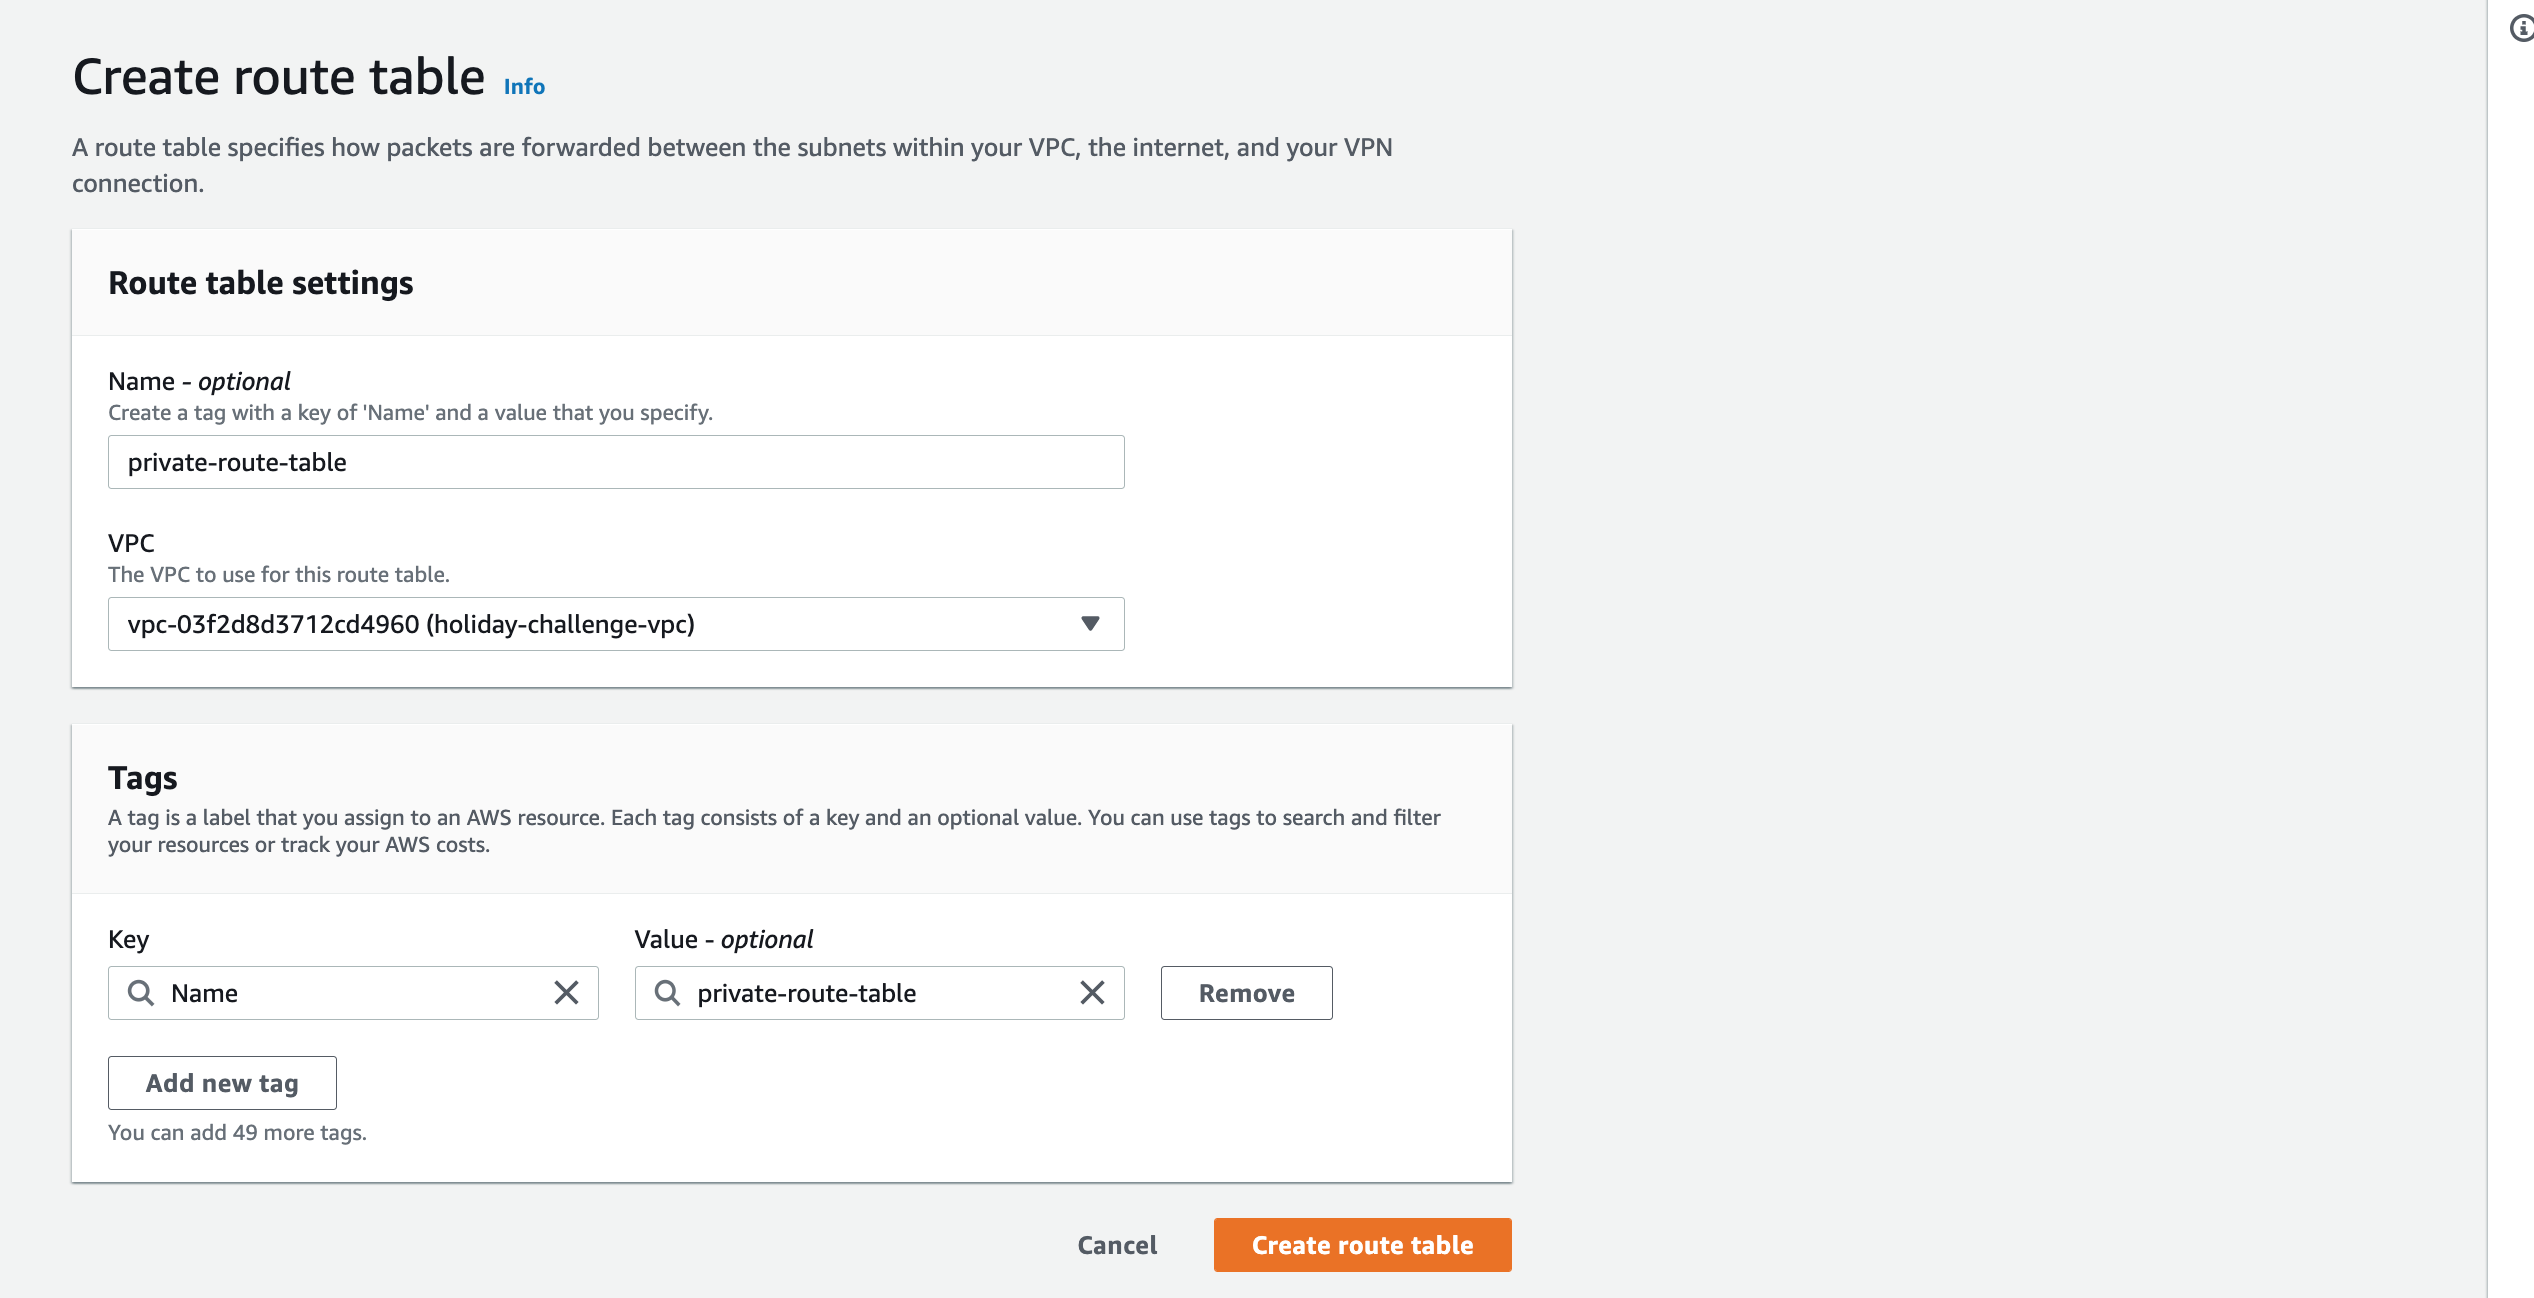 Create route table Info
A route table specifies how packets are forwarded between the subnets within your VPC, the internet, and your VPN
connection.
Route table settings
Name - optional
Create a tag with a key of 'Name' and a value that you specify.
private-route-table
VPC
The VPC to use for this route table.
vpc-03f2d8d3712cd4960 (holiday-challenge-vpc)
Tags
A tag is a label that you assign to an AWS resource. Each tag consists of a key and an optional value. You can use tags to search and filter
your resources or track your AWS costs.
Key Value - optional
Name private-route-table Remove
Add new tag
You can add 49 more tags.
Cancel Create route table